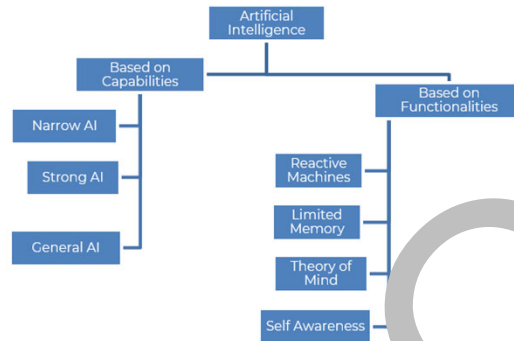 Artificial
Intelligence
Based on
Capabilities
Narrow AI
Strong AI
General AI
Based on
Functionalities
Reactive
Machines
Limited
Memory
Theory of
Mind
Self Awareness